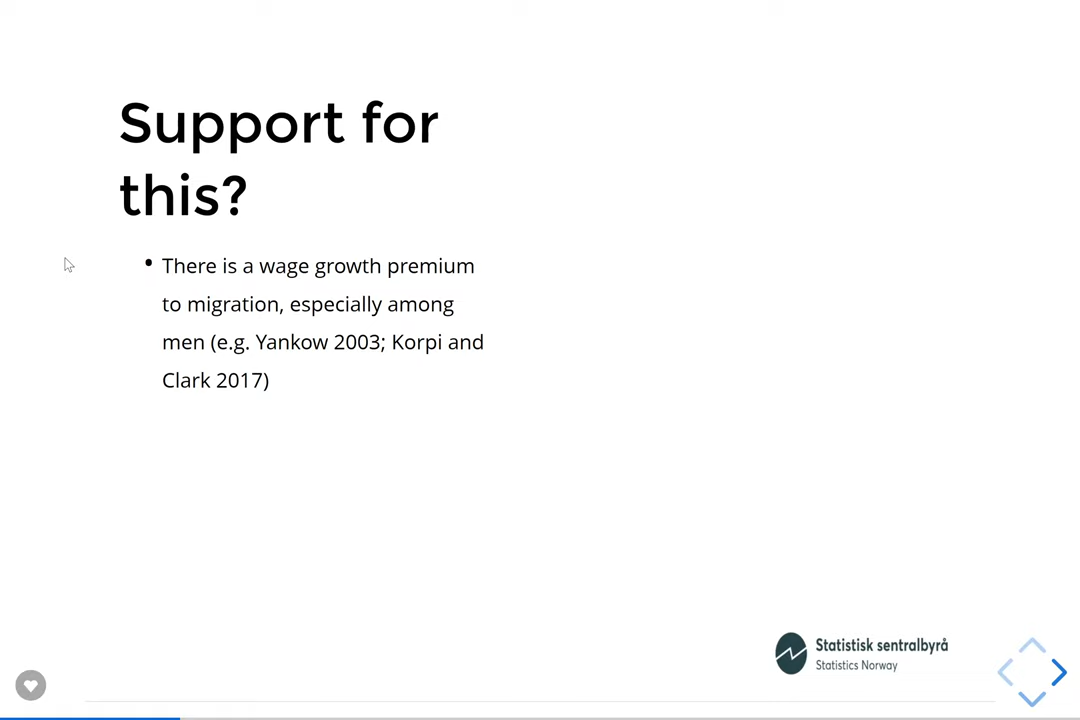 Support for
this?
• There is a wage growth premium
to migration, especially among
men (e.g. Yankow 2003; Korpi and
Clark 2017)
Statistisk sentralbyrå
Statistics Norway